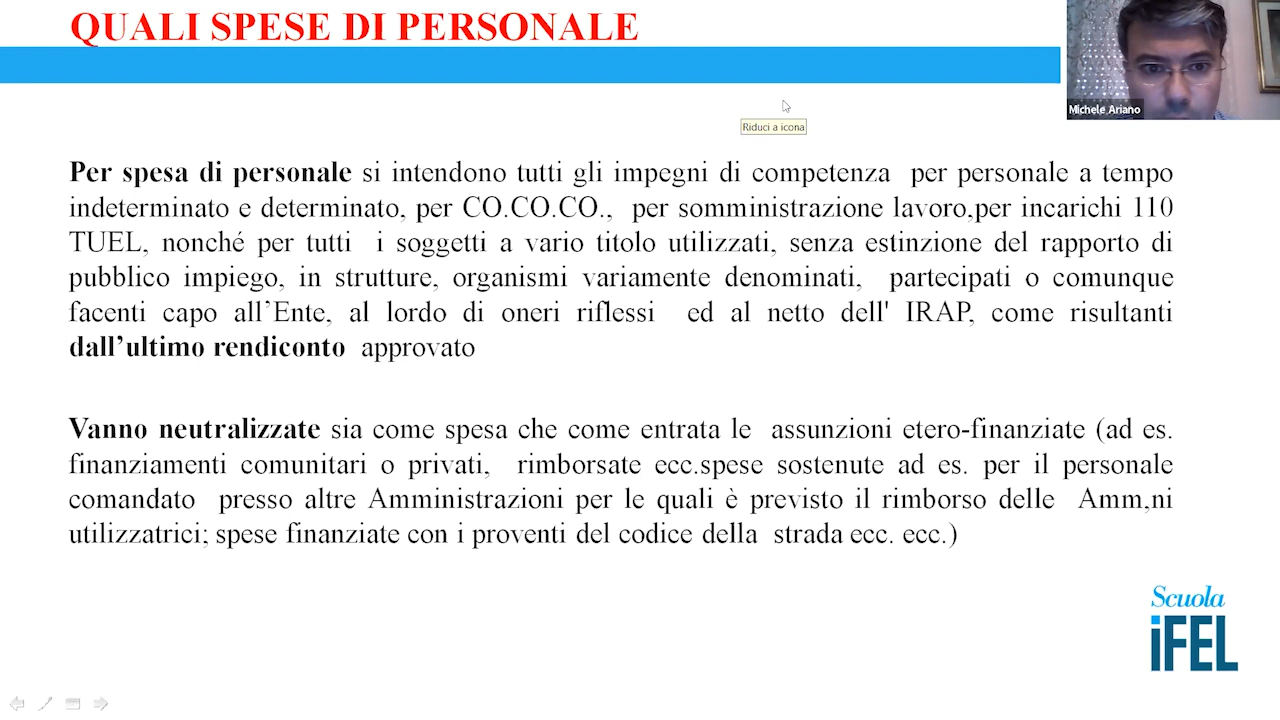 QUALI SPESE DI PERSONALE
Michele Ariano
Riduci a icona
Per spesa di personale si intendono tutti gli impegni di competenza per personale a tempo
indeterminato e determinato, per CO.CO.CO., per somministrazione lavoro,per incarichi 110
TUEL, nonché per tutti i soggetti a vario titolo utilizzati, senza estinzione del rapporto di
pubblico impiego, in strutture, organismi variamente denominati, partecipati o comunque
facenti capo all’Ente, al lordo di oneri riflessi ed al netto dell' IRAP, come risultanti
dall’ultimo rendiconto approvato
Vanno neutralizzate sia come spesa che come entrata le assunzioni etero-finanziate (ad es.
finanziamenti comunitari o privati, rimborsate ecc.spese sostenute ad es. per il personale
comandato presso altre Amministrazioni per le quali è previsto il rimborso delle Amm,ni
utilizzatrici; spese finanziate con i proventi del codice della strada ecc. ecc.)
Scuola
iFEL